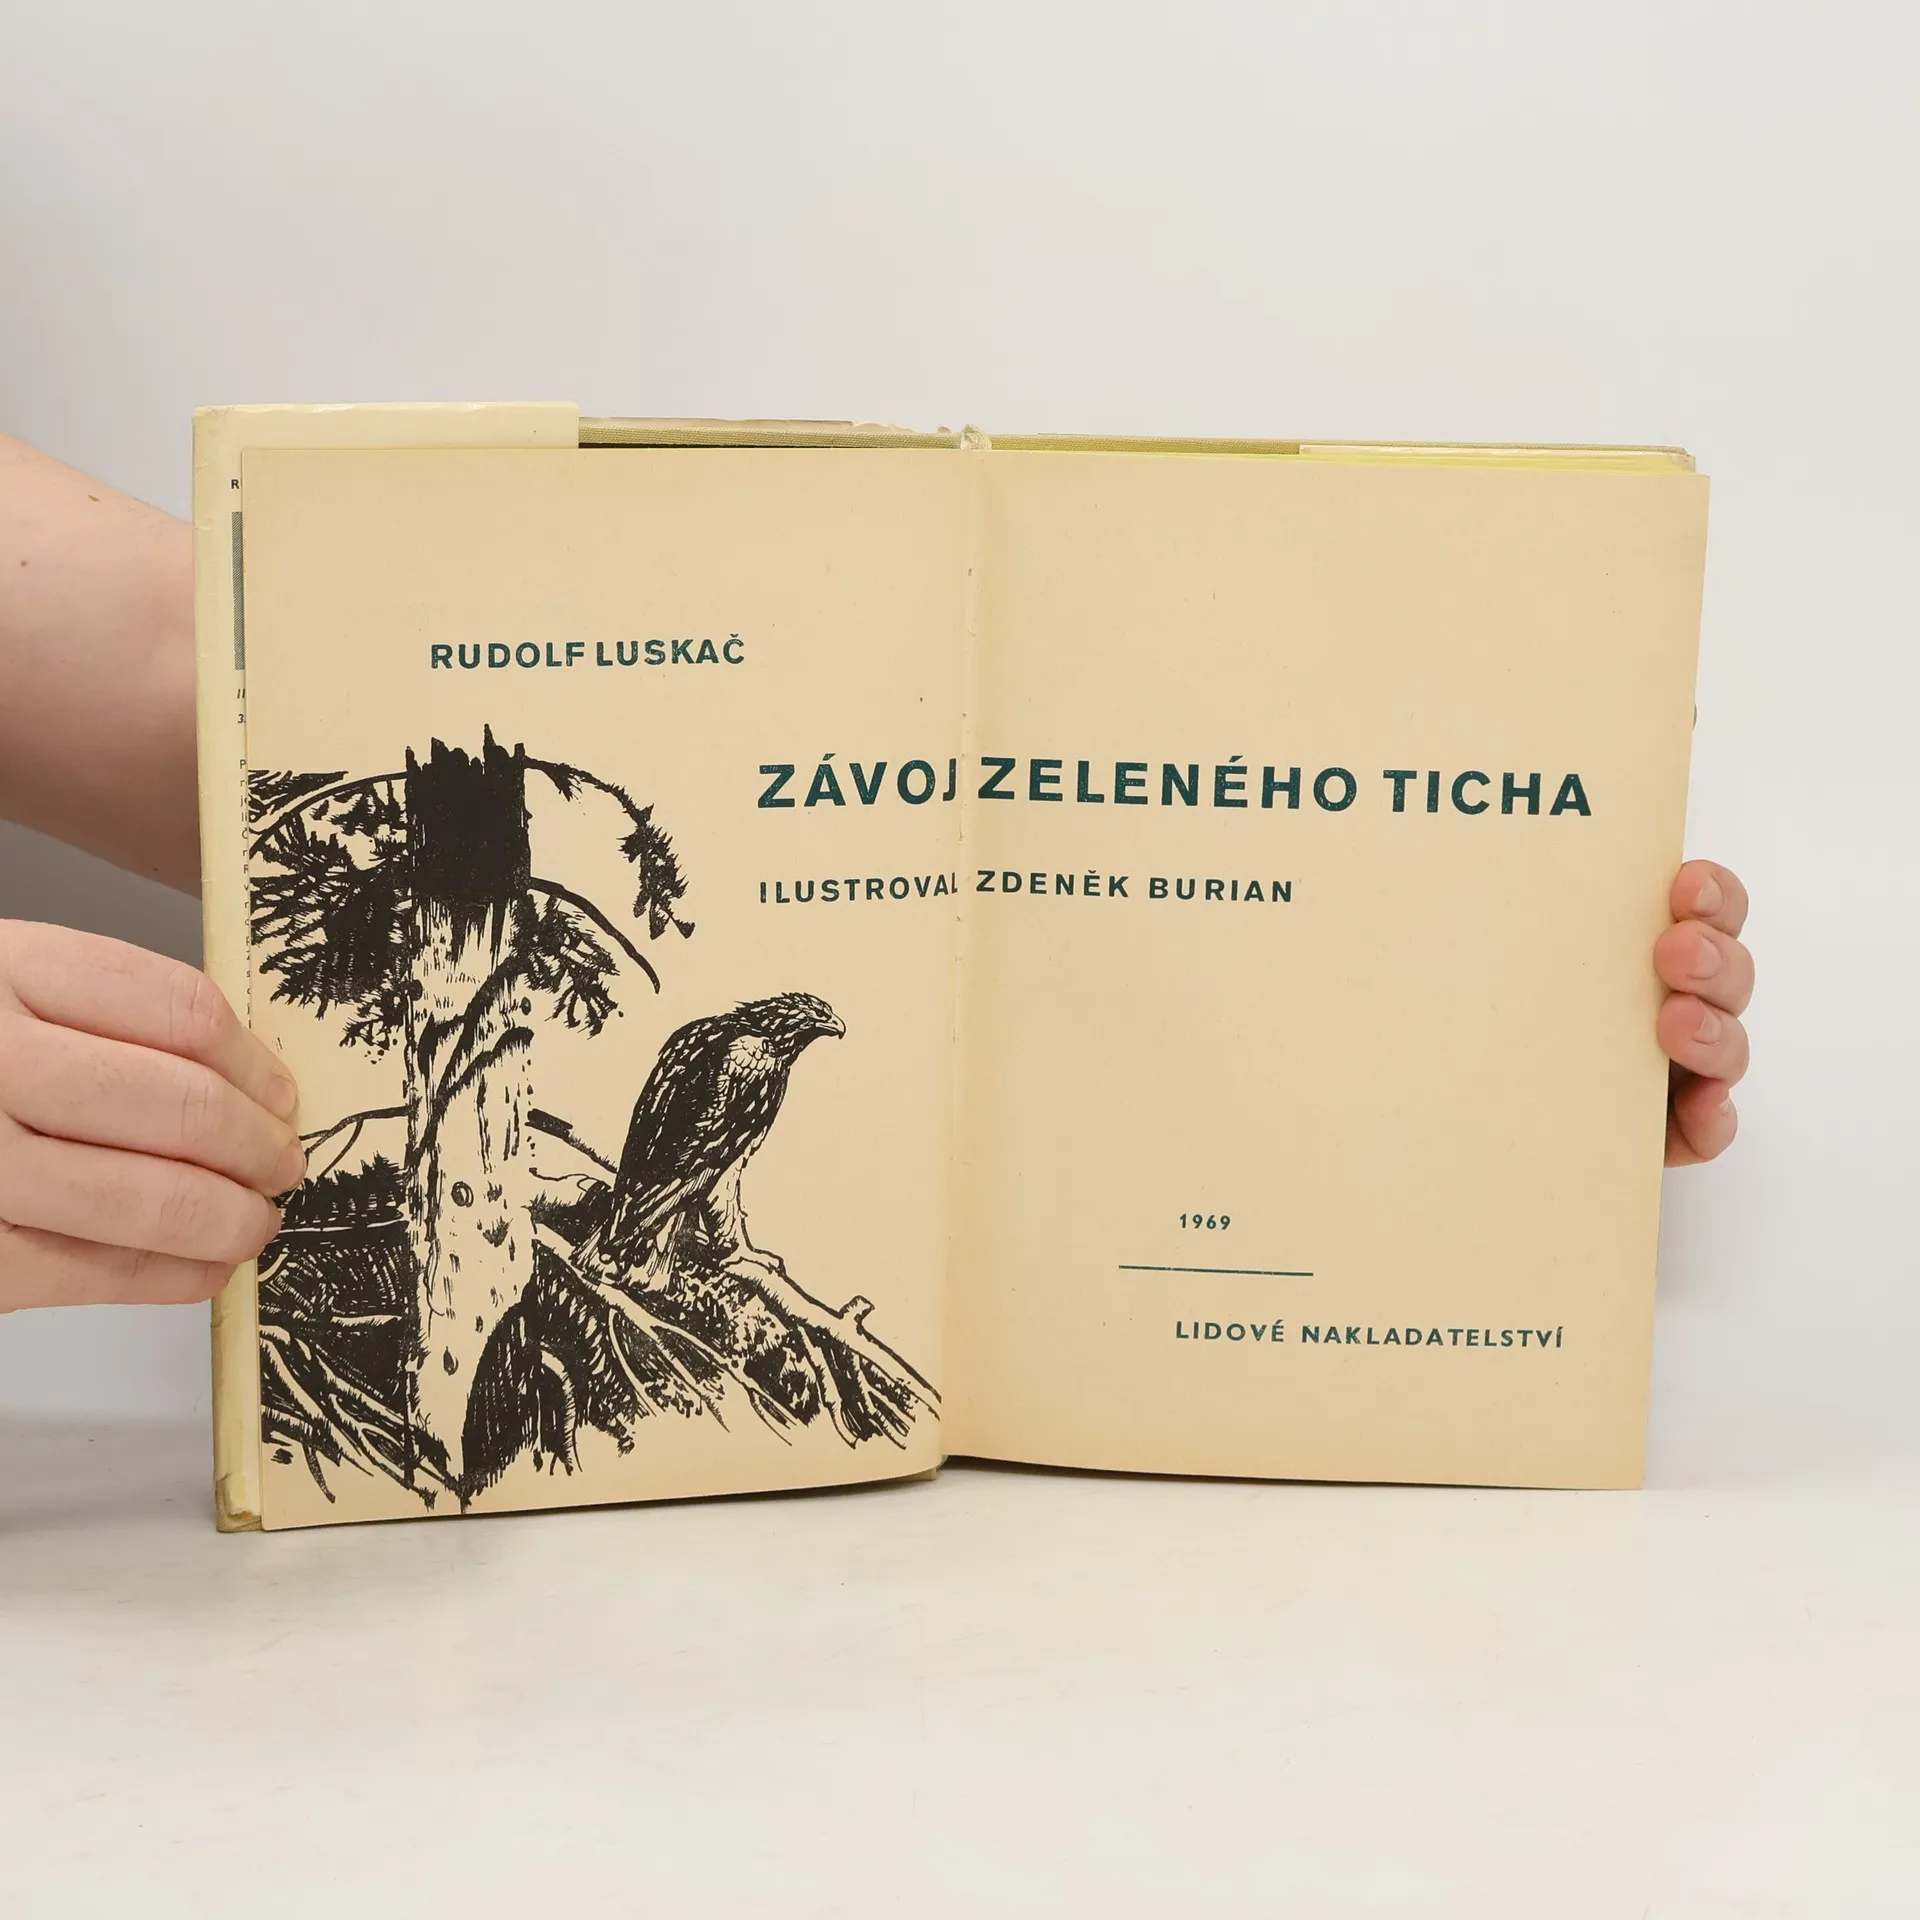 RUDOLF LUSKAČ
ZÁVOJ ZELENÉHO TICHA
ILUSTROVAL ZDENĚK BURIAN
1969
LIDOVÉ NAKLADATELSTVÍ